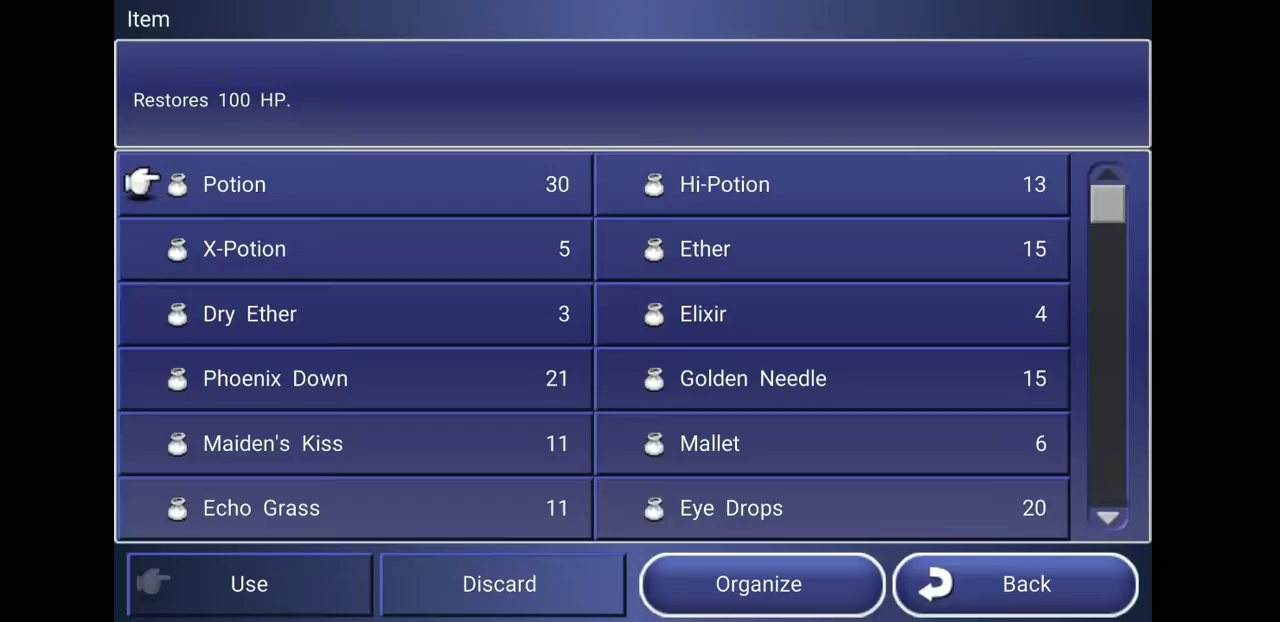 Item
Restores 100 HP.
Potion 30 Hi-Potion 13
X-Potion 5 Ether 15
Dry Ether 3 Elixir 4
Phoenix Down 21 Golden Needle 15
Maiden's Kiss 11 Mallet 6
Echo Grass 11 Eye Drops 20
Use Discard Organize Back